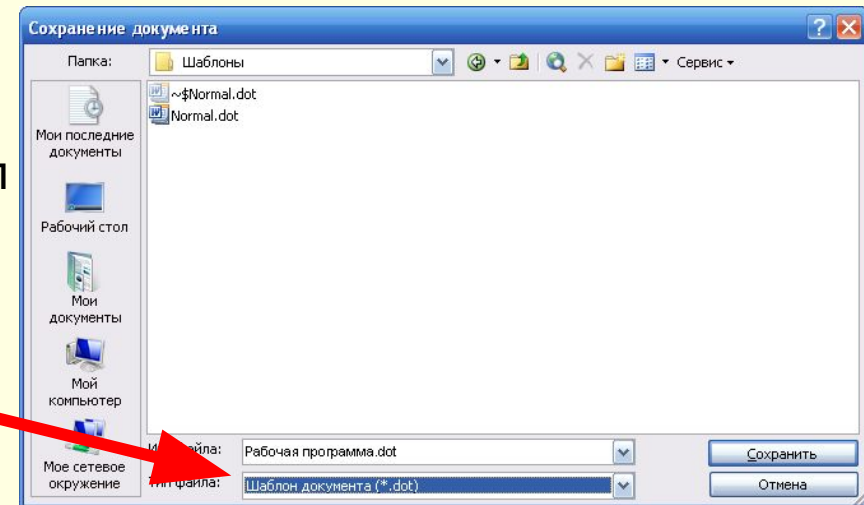 Сохранение документа
Папка: Шаблоны Сервис
~$Normal.dot
Normal.dot
Мои последние
документы
Рабочий стол
Мои
документы
Мой
компьютер
Мое сетевое
окружение
Рабочая программа.dot
Сохранить
файла: Шаблон документа (*.dot)
Отмена